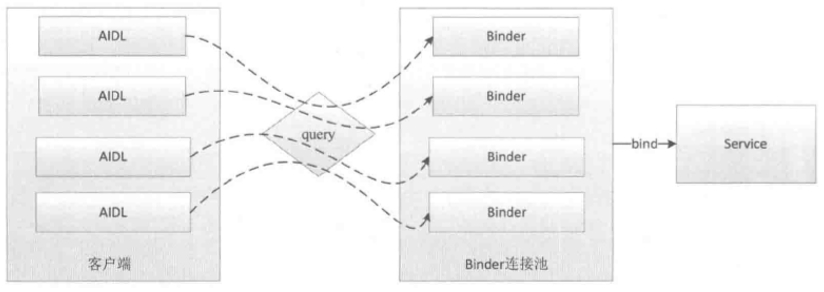 AIDL
AIDL
AIDL
AIDL
客户端
query
Binder
Binder
Binder
Binder
Binder连接池
bind
Service